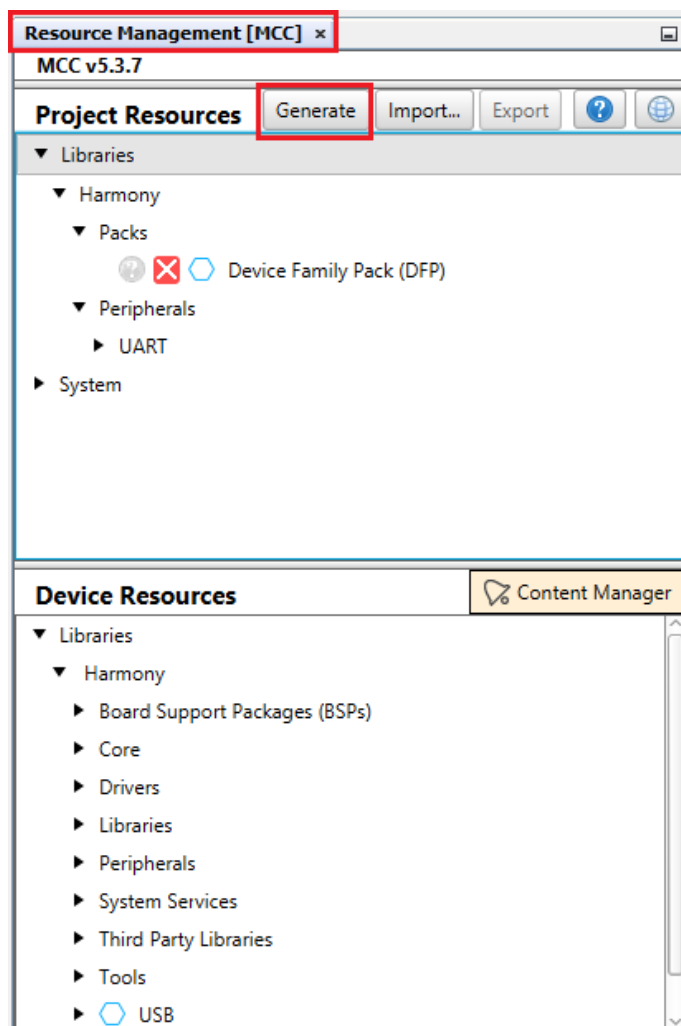 Resource Management [MCC] ×
MCC v5.3.7
Project Resources Generate Import... Export ?
Libraries
Harmony
Packs
? Device Family Pack (DFP)
Peripherals
UART
System
Device Resources Content Manager
Libraries
Harmony
Board Support Packages (BSPs)
Core
Drivers
Libraries
Peripherals
System Services
Third Party Libraries
Tools
USB